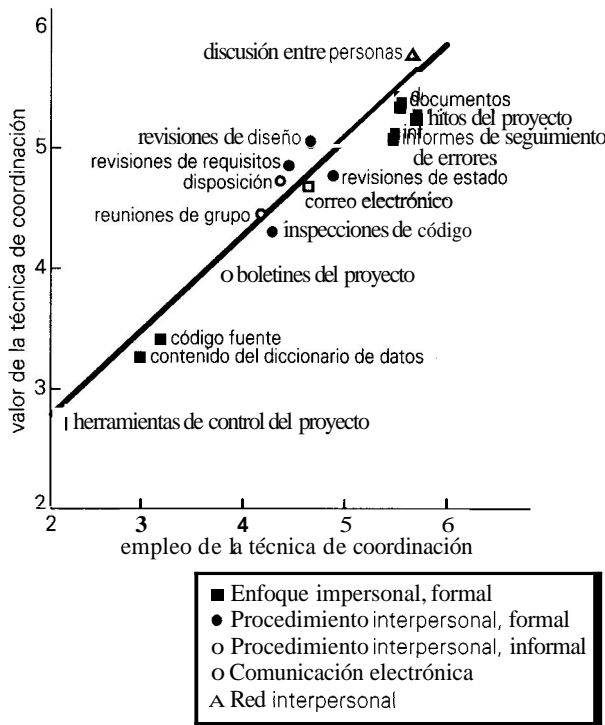 6
discusión entre personas
documentos
hitos del proyecto
informes de seguimiento
de errores
revisiones de diseño
5
revisiones de requisitos
revisiones de estado
disposición
correo electrónico
reuniones de grupo
inspecciones de código
4
o boletines del proyecto
código fuente
contenido del diccionario de datos
3
herramientas de control del proyecto
2
valor de la técnica de coordinación
2 3 4 5 6
empleo de la técnica de coordinación
■ Enfoque impersonal, formal
● Procedimiento interpersonal, formal
o Procedimiento interpersonal, informal
o Comunicación electrónica
△ Red interpersonal